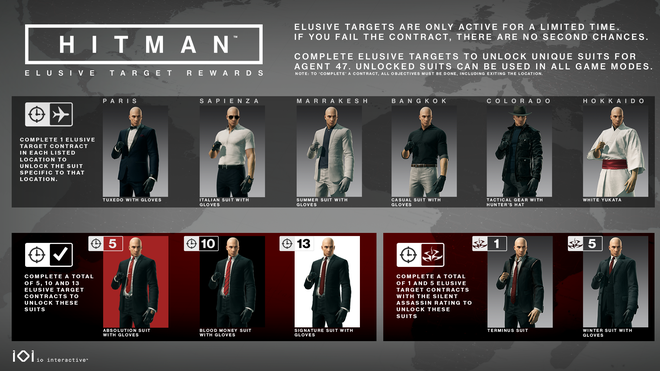 HITMAN™
ELUSIVE TARGET REWARDS
ELUSIVE TARGETS ARE ONLY ACTIVE FOR A LIMITED TIME.
IF YOU FAIL THE CONTRACT, THERE ARE NO SECOND CHANCES.
COMPLETE ELUSIVE TARGETS TO UNLOCK UNIQUE SUITS FOR
AGENT 47. UNLOCKED SUITS CAN BE USED IN ALL GAME MODES.
NOTE: TO 'COMPLETE' A CONTRACT, ALL OBJECTIVES MUST BE DONE, INCLUDING EXITING THE LOCATION.
COMPLETE 1 ELUSIVE
TARGET CONTRACT
IN EACH LISTED
LOCATION TO
UNLOCK THE SUIT
SPECIFIC TO THAT
LOCATION.
PARIS
TUXEDO WITH GLOVES
SAPIENZA
ITALIAN SUIT WITH
GLOVES
MARRAKESH
SUMMER SUIT WITH
GLOVES
BANGKOK
CASUAL SUIT WITH
GLOVES
COLORADO
TACTICAL GEAR WITH
HUNTER'S HAT
HOKKAIDO
WHITE YUKATA
COMPLETE A TOTAL
OF 5, 10 AND 13
ELUSIVE TARGET
CONTRACTS TO
UNLOCK THESE
SUITS
5
ABSOLUTION SUIT
WITH GLOVES
10
BLOOD MONEY SUIT
WITH GLOVES
13
SIGNATURE SUIT WITH
GLOVES
COMPLETE A TOTAL
OF 1 AND 5 ELUSIVE
TARGET CONTRACTS
WITH THE SILENT
ASSASSIN RATING TO
UNLOCK THESE
SUITS
1
TERMINUS SUIT
5
WINTER SUIT WITH
GLOVES
IOI io interactive